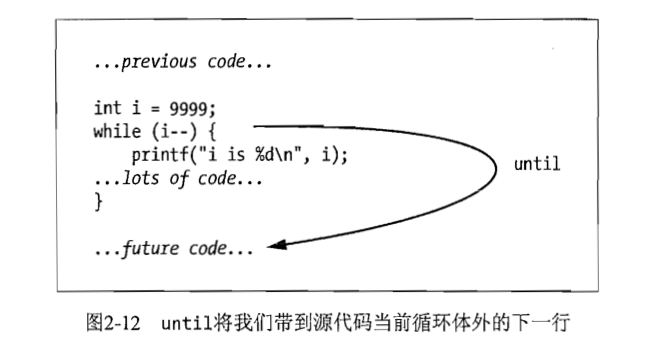 ...previous code...
int i = 9999;
while (i--) {
printf("i is %d\n", i);
until
...lots of code...
}
...future code...
图2-12 until将我们带到源代码当前循环体外的下一行